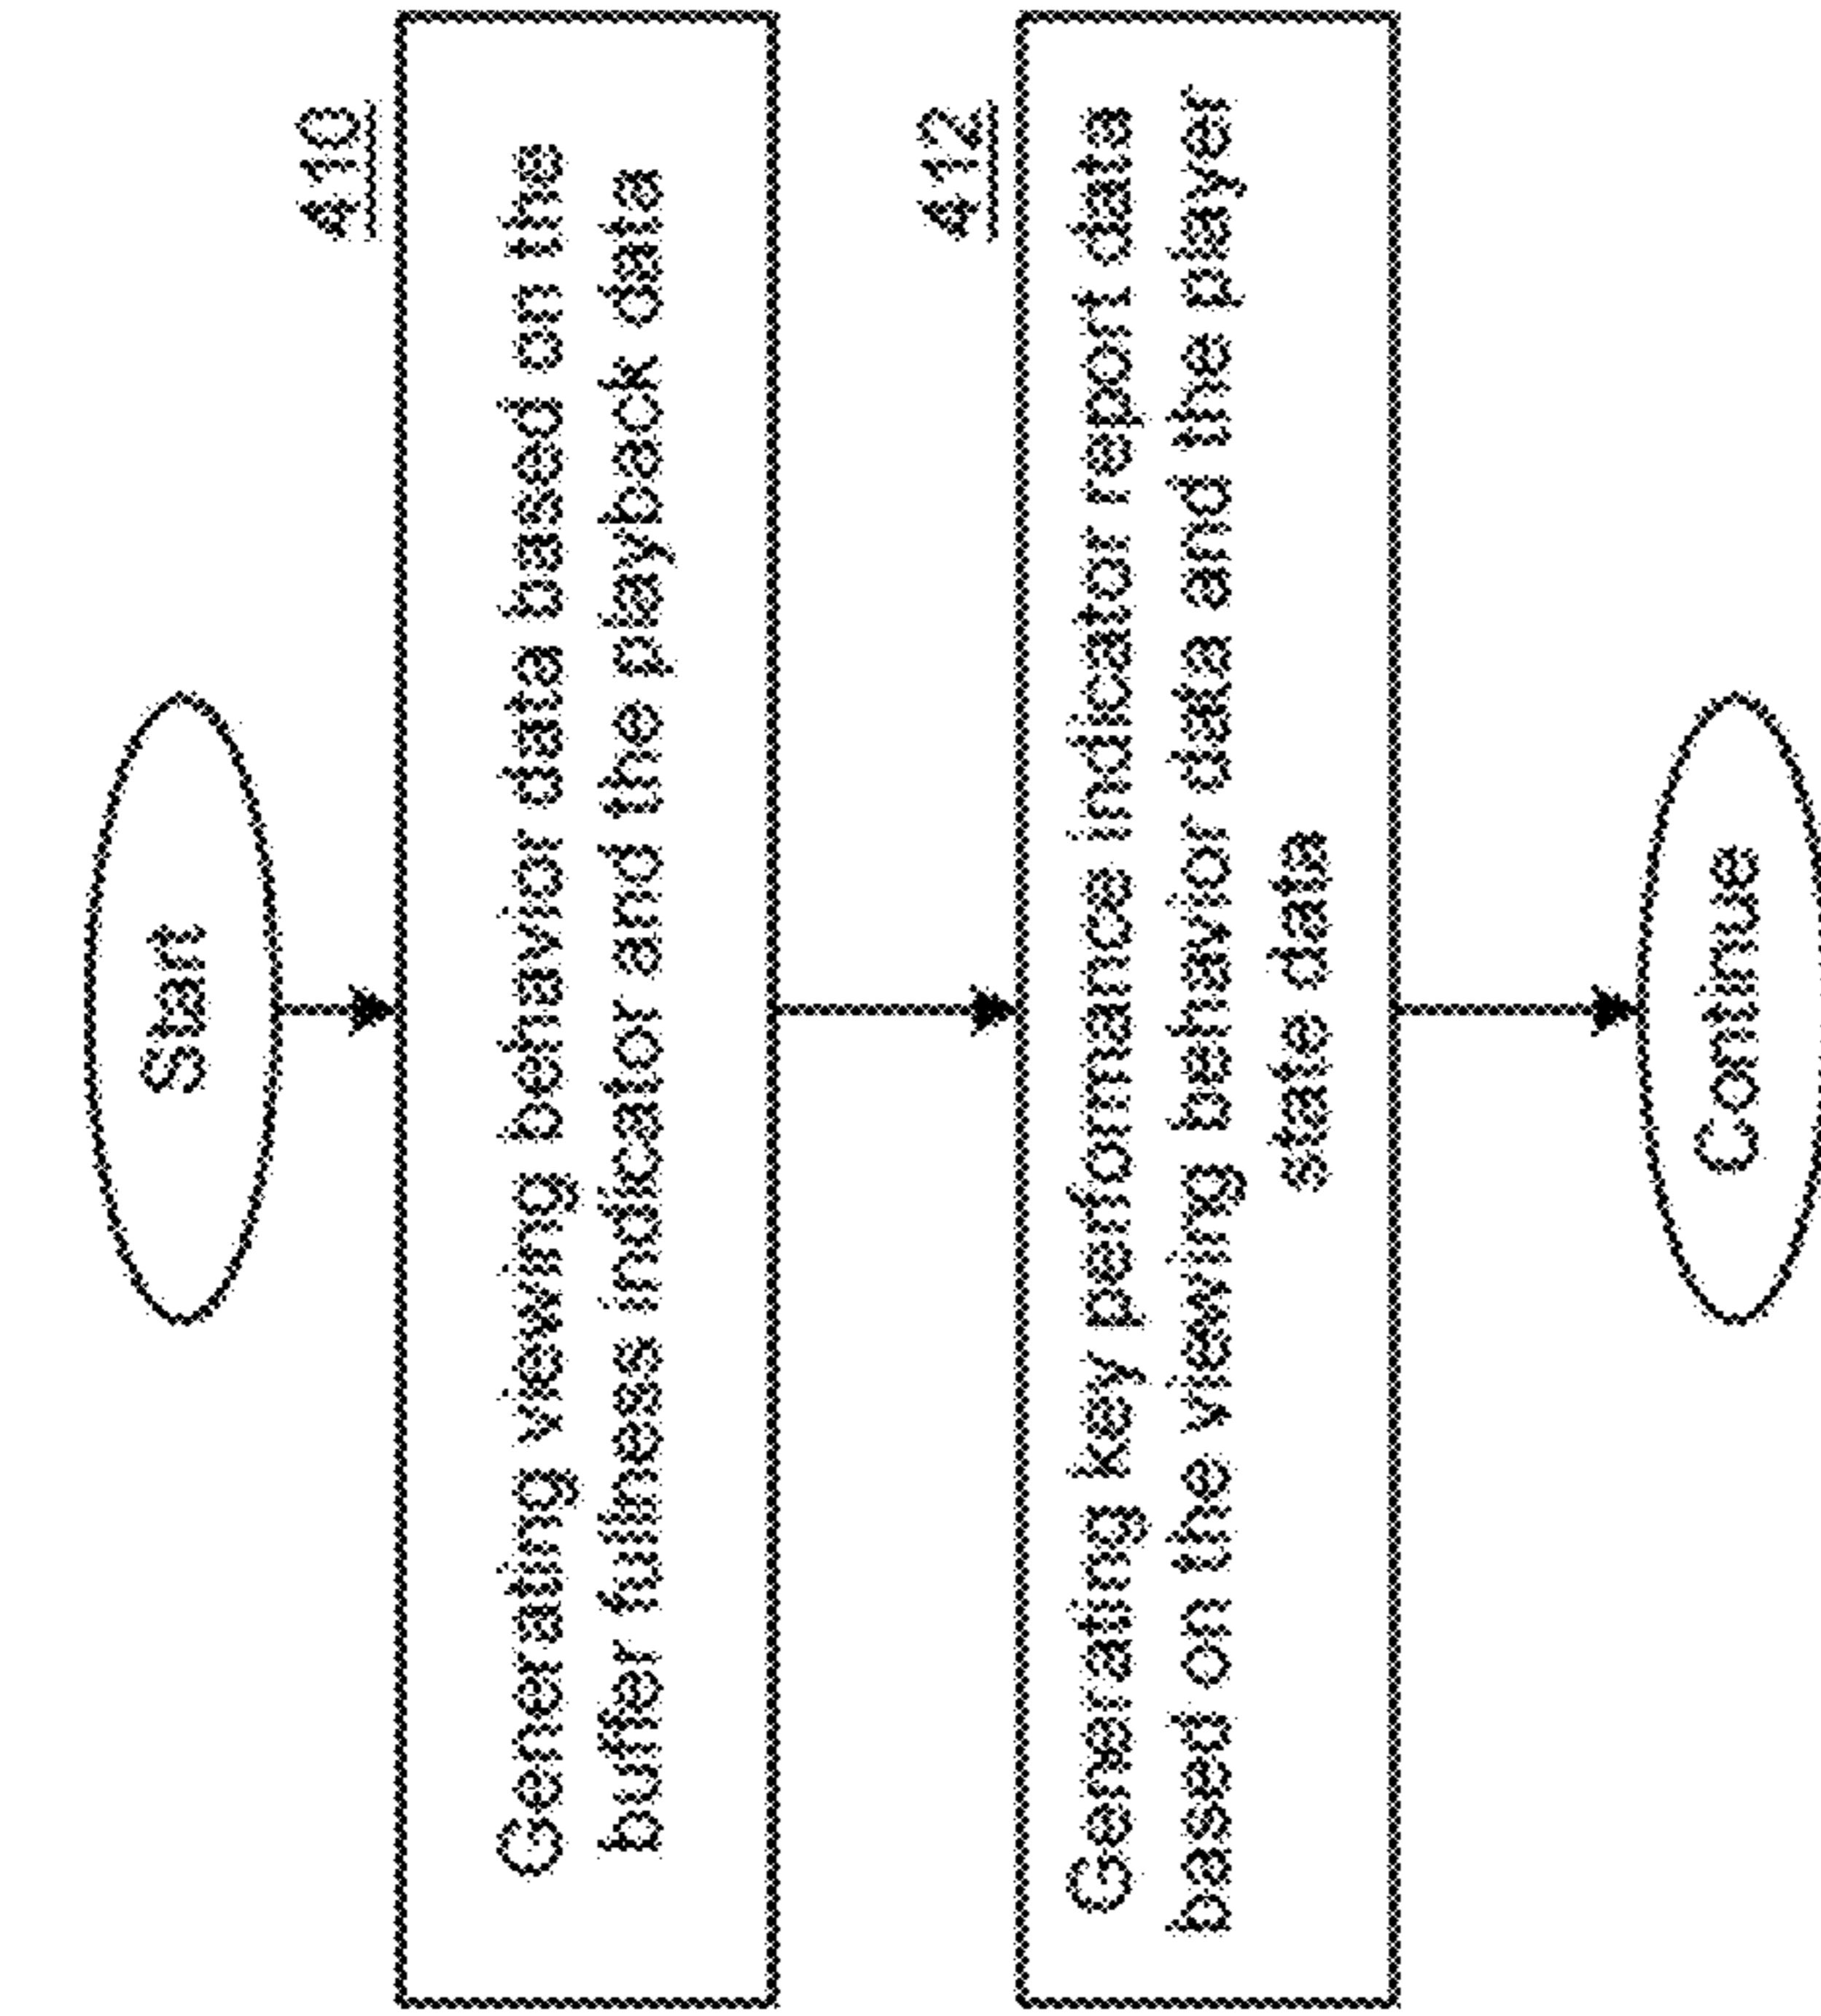 Start
410
Generating viewing behavior data based on the
buffer fullness indicator and the playback data
412
Generating key performance indicator report data
based on the viewing behavior data and the player
state data
Continue